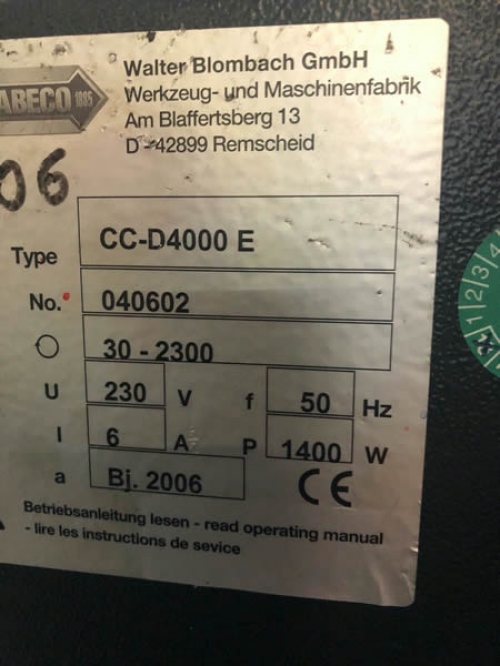 Walter Blombach GmbH
Werkzeug- und Maschinenfabrik
Am Blaffertsberg 13
D - 42899 Remscheid
ABECO 1885
06
Type CC-D4000 E
No. 040602
30 - 2300
U 230 V f 50 Hz
I 6 A P 1400 W
a Bj. 2006 CE
Betriebsanleitung lesen - read operating manual
- lire les instructions de sevice
1 2 3 4